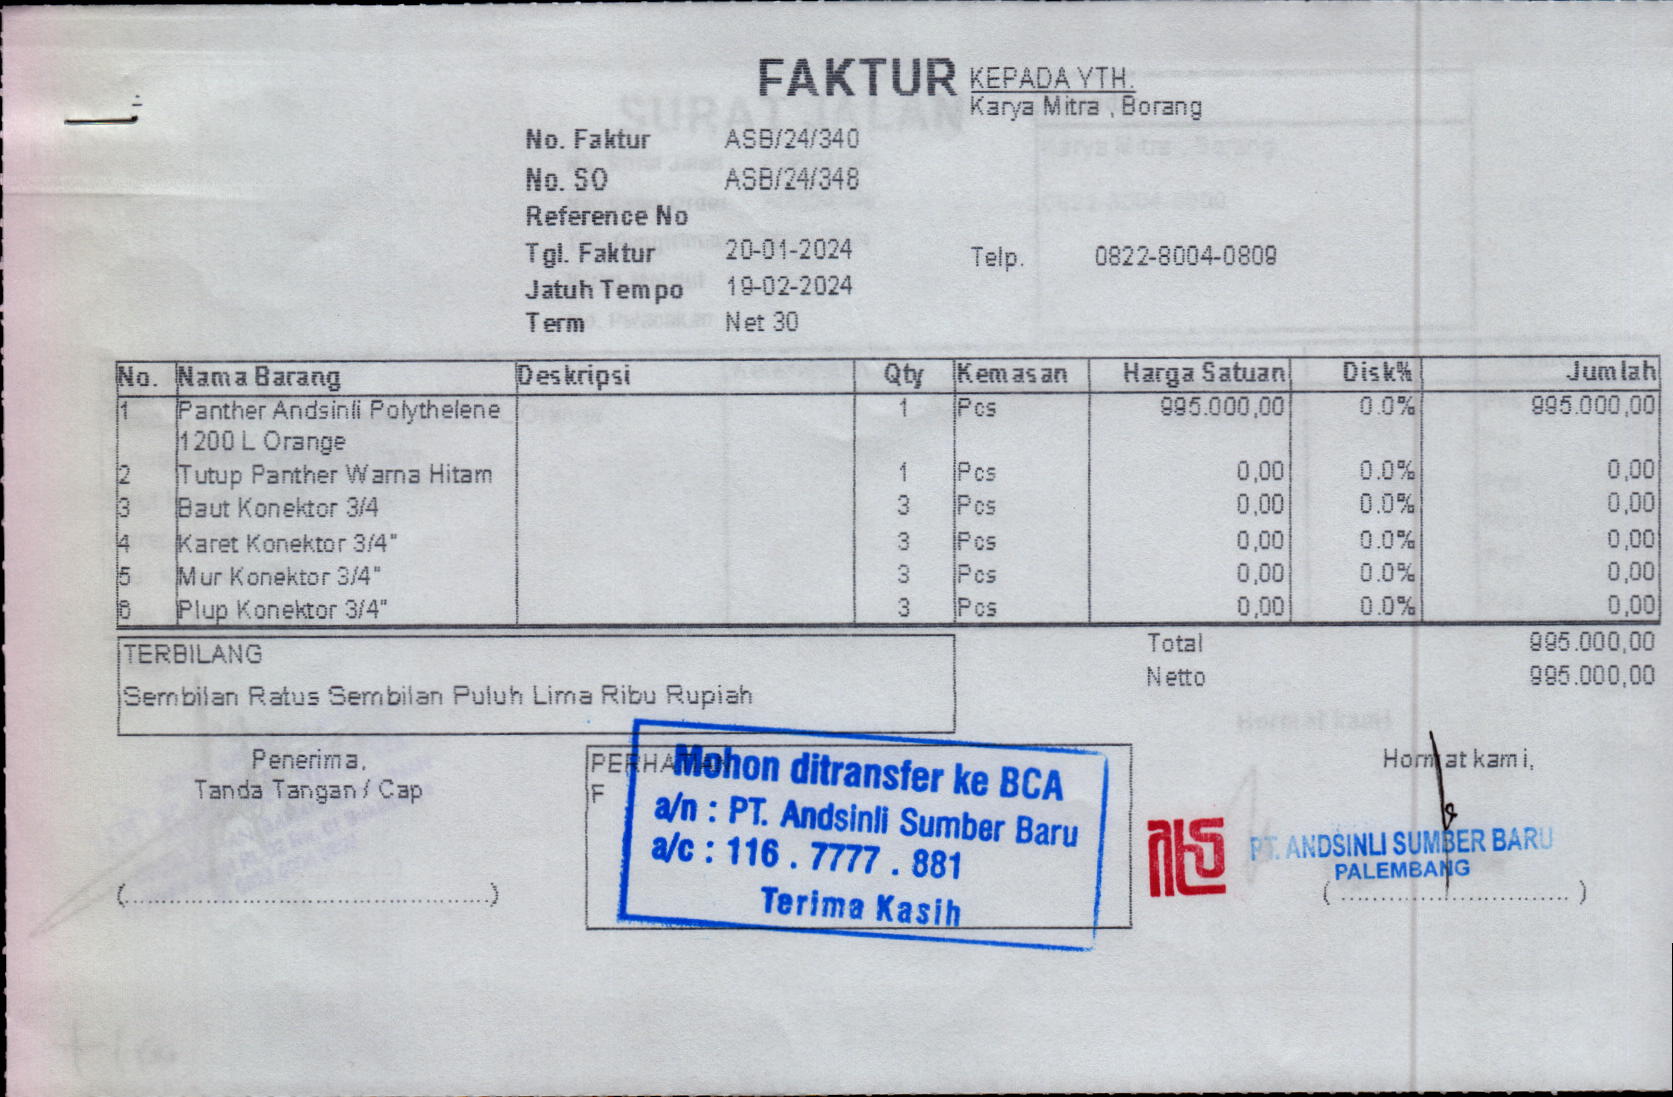 FAKTUR
KEPADA YTH.
Karya Mitra , Borang
No. Faktur ASB/24/340
No. SO ASB/24/348
Reference No
Tgl. Faktur 20-01-2024 Telp. 0822-8004-0809
Jatuh Tempo 19-02-2024
Term Net 30
No. Nama Barang Deskripsi Qty Kemasan Harga Satuan Disk% Jumlah
1 Panther Andsinli Polythelene 1 Pcs 995.000,00 0.0% 995.000,00
1200 L Orange
2 Tutup Panther Warna Hitam 1 Pcs 0,00 0.0% 0,00
3 Baut Konektor 3/4 3 Pcs 0,00 0.0% 0,00
4 Karet Konektor 3/4" 3 Pcs 0,00 0.0% 0,00
5 Mur Konektor 3/4" 3 Pcs 0,00 0.0% 0,00
6 Plup Konektor 3/4" 3 Pcs 0,00 0.0% 0,00
Total 995.000,00
Netto 995.000,00
TERBILANG
Sembilan Ratus Sembilan Puluh Lima Ribu Rupiah
Penerima,
Tanda Tangan / Cap
(..............................................)
F
Mohon ditransfer ke BCA
a/n : PT. Andsinli Sumber Baru
a/c : 116 . 7777 . 881
Terima Kasih
Hormat kami,
PT. ANDSINLI SUMBER BARU
PALEMBANG
( ............................. )
SURAT JALAN